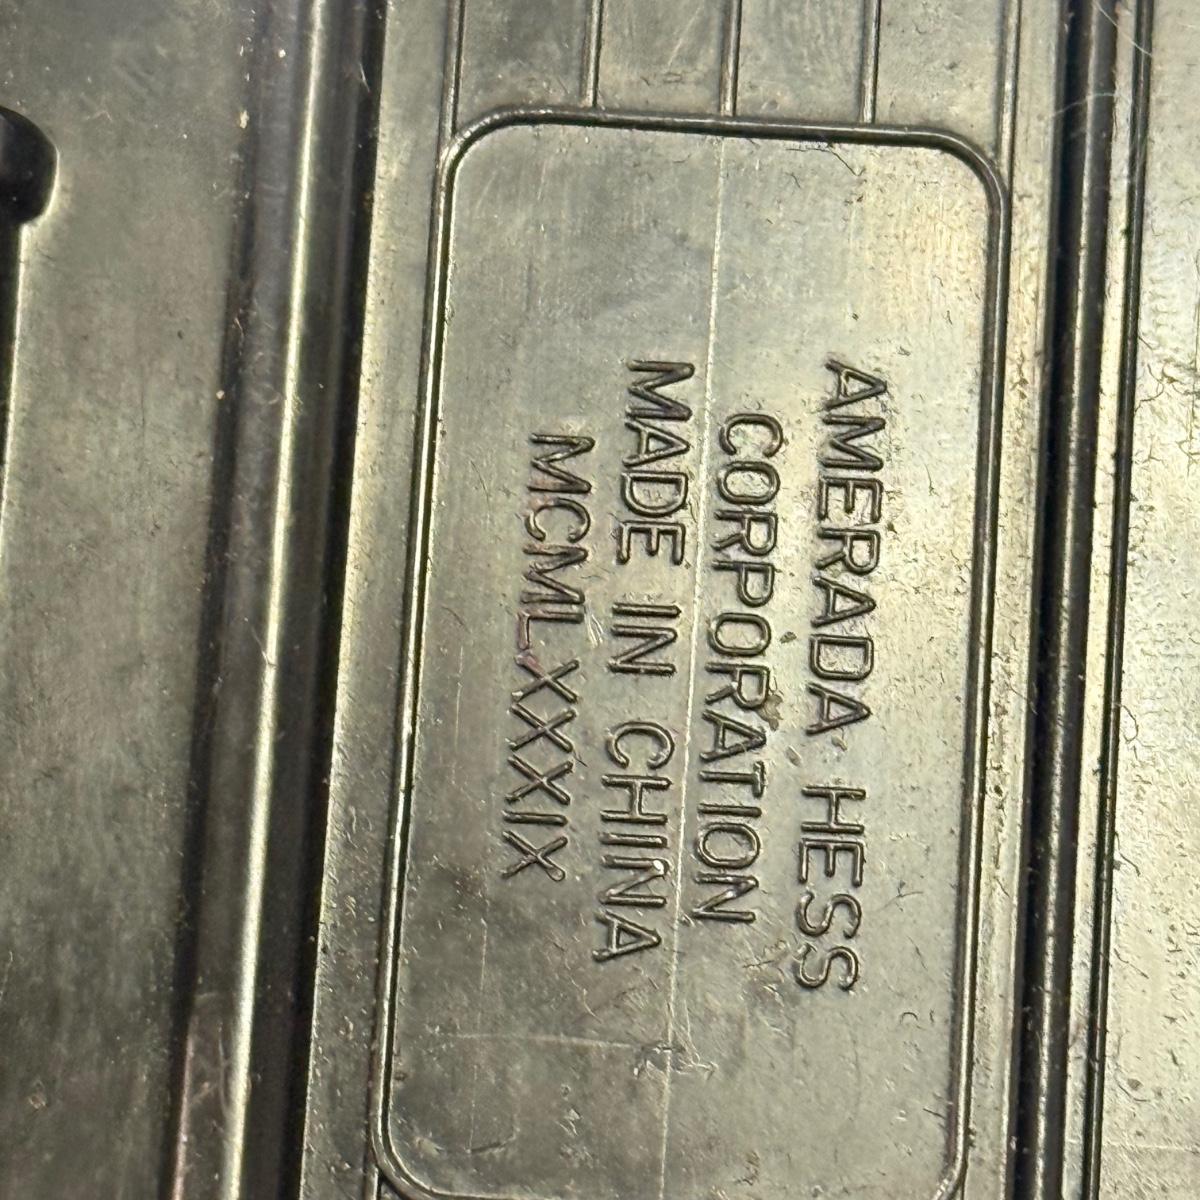 AMERADA HESS
CORPORATION
MADE IN CHINA
MCMLXXXIX